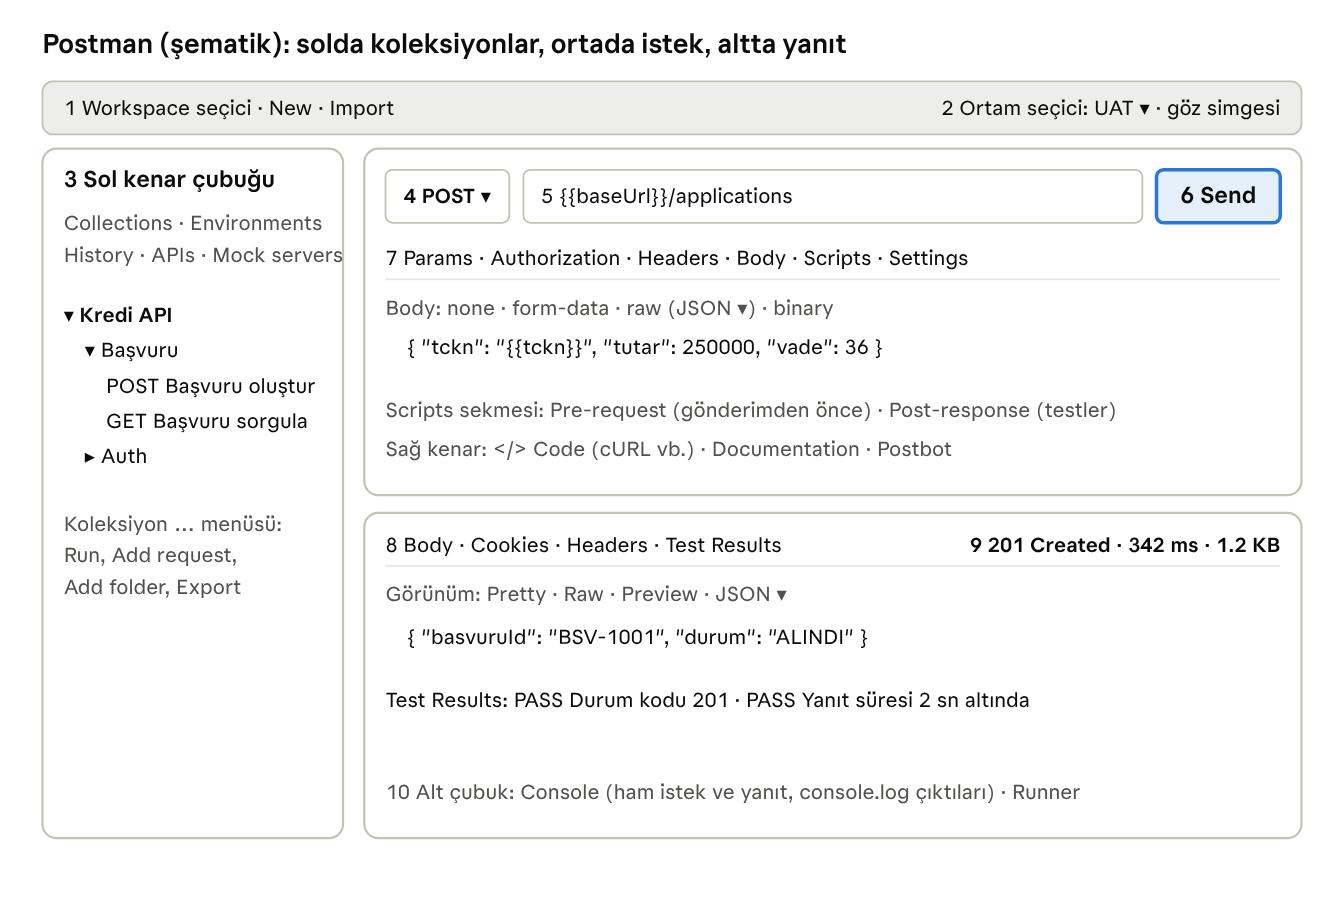 Postman (şematik): solda koleksiyonlar, ortada istek, altta yanıt
1 Workspace seçici · New · Import
2 Ortam seçici: UAT ▾ · göz simgesi
3 Sol kenar çubuğu
Collections · Environments
History · APIs · Mock servers
▾ Kredi API
▾ Başvuru
POST Başvuru oluştur
GET Başvuru sorgula
▸ Auth
Koleksiyon ... menüsü:
Run, Add request,
Add folder, Export
4 POST ▾
5 {{baseUrl}}/applications
6 Send
7 Params · Authorization · Headers · Body · Scripts · Settings
Body: none · form-data · raw (JSON ▾) · binary
{ "tckn": "{{tckn}}", "tutar": 250000, "vade": 36 }
Scripts sekmesi: Pre-request (gönderimden önce) · Post-response (testler)
Sağ kenar: </> Code (cURL vb.) · Documentation · Postbot
8 Body · Cookies · Headers · Test Results
9 201 Created · 342 ms · 1.2 KB
Görünüm: Pretty · Raw · Preview · JSON ▾
{ "basvuruId": "BSV-1001", "durum": "ALINDI" }
Test Results: PASS Durum kodu 201 · PASS Yanıt süresi 2 sn altında
10 Alt çubuk: Console (ham istek ve yanıt, console.log çıktıları) · Runner